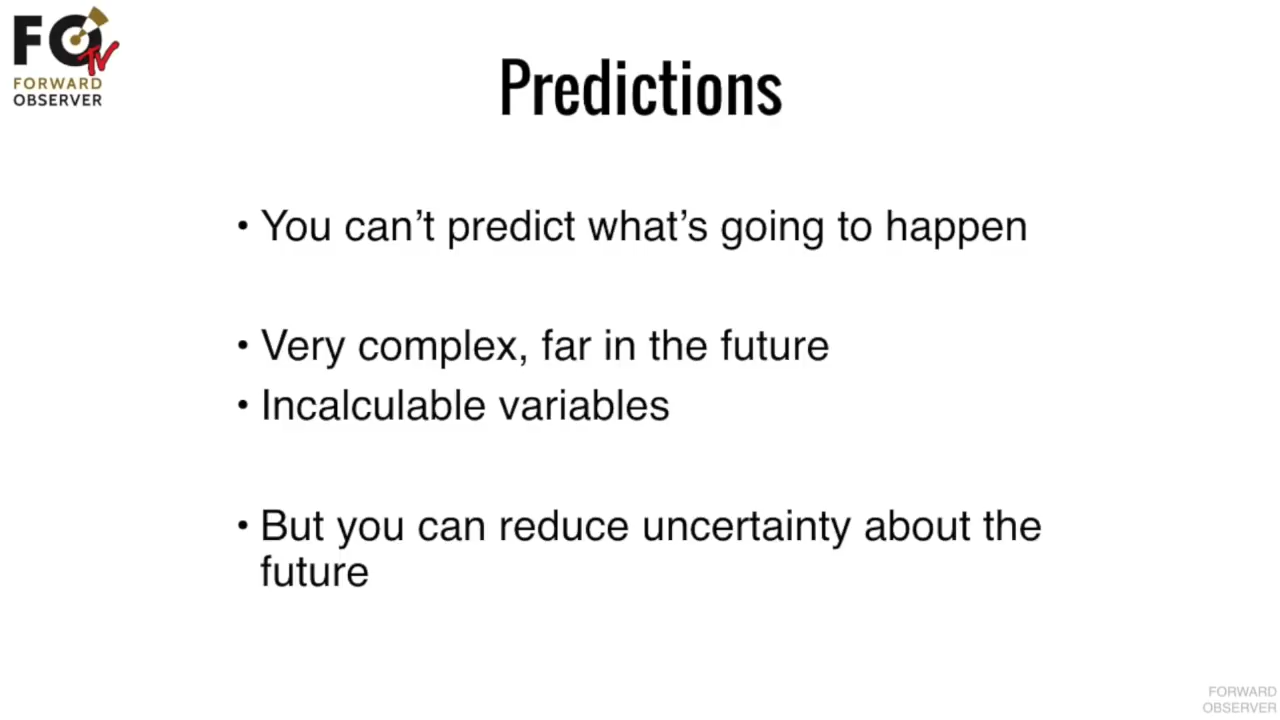 FO
TV
FORWARD
OBSERVER
Predictions
• You can’t predict what’s going to happen
• Very complex, far in the future
• Incalculable variables
• But you can reduce uncertainty about the
future
FORWARD
OBSERVER